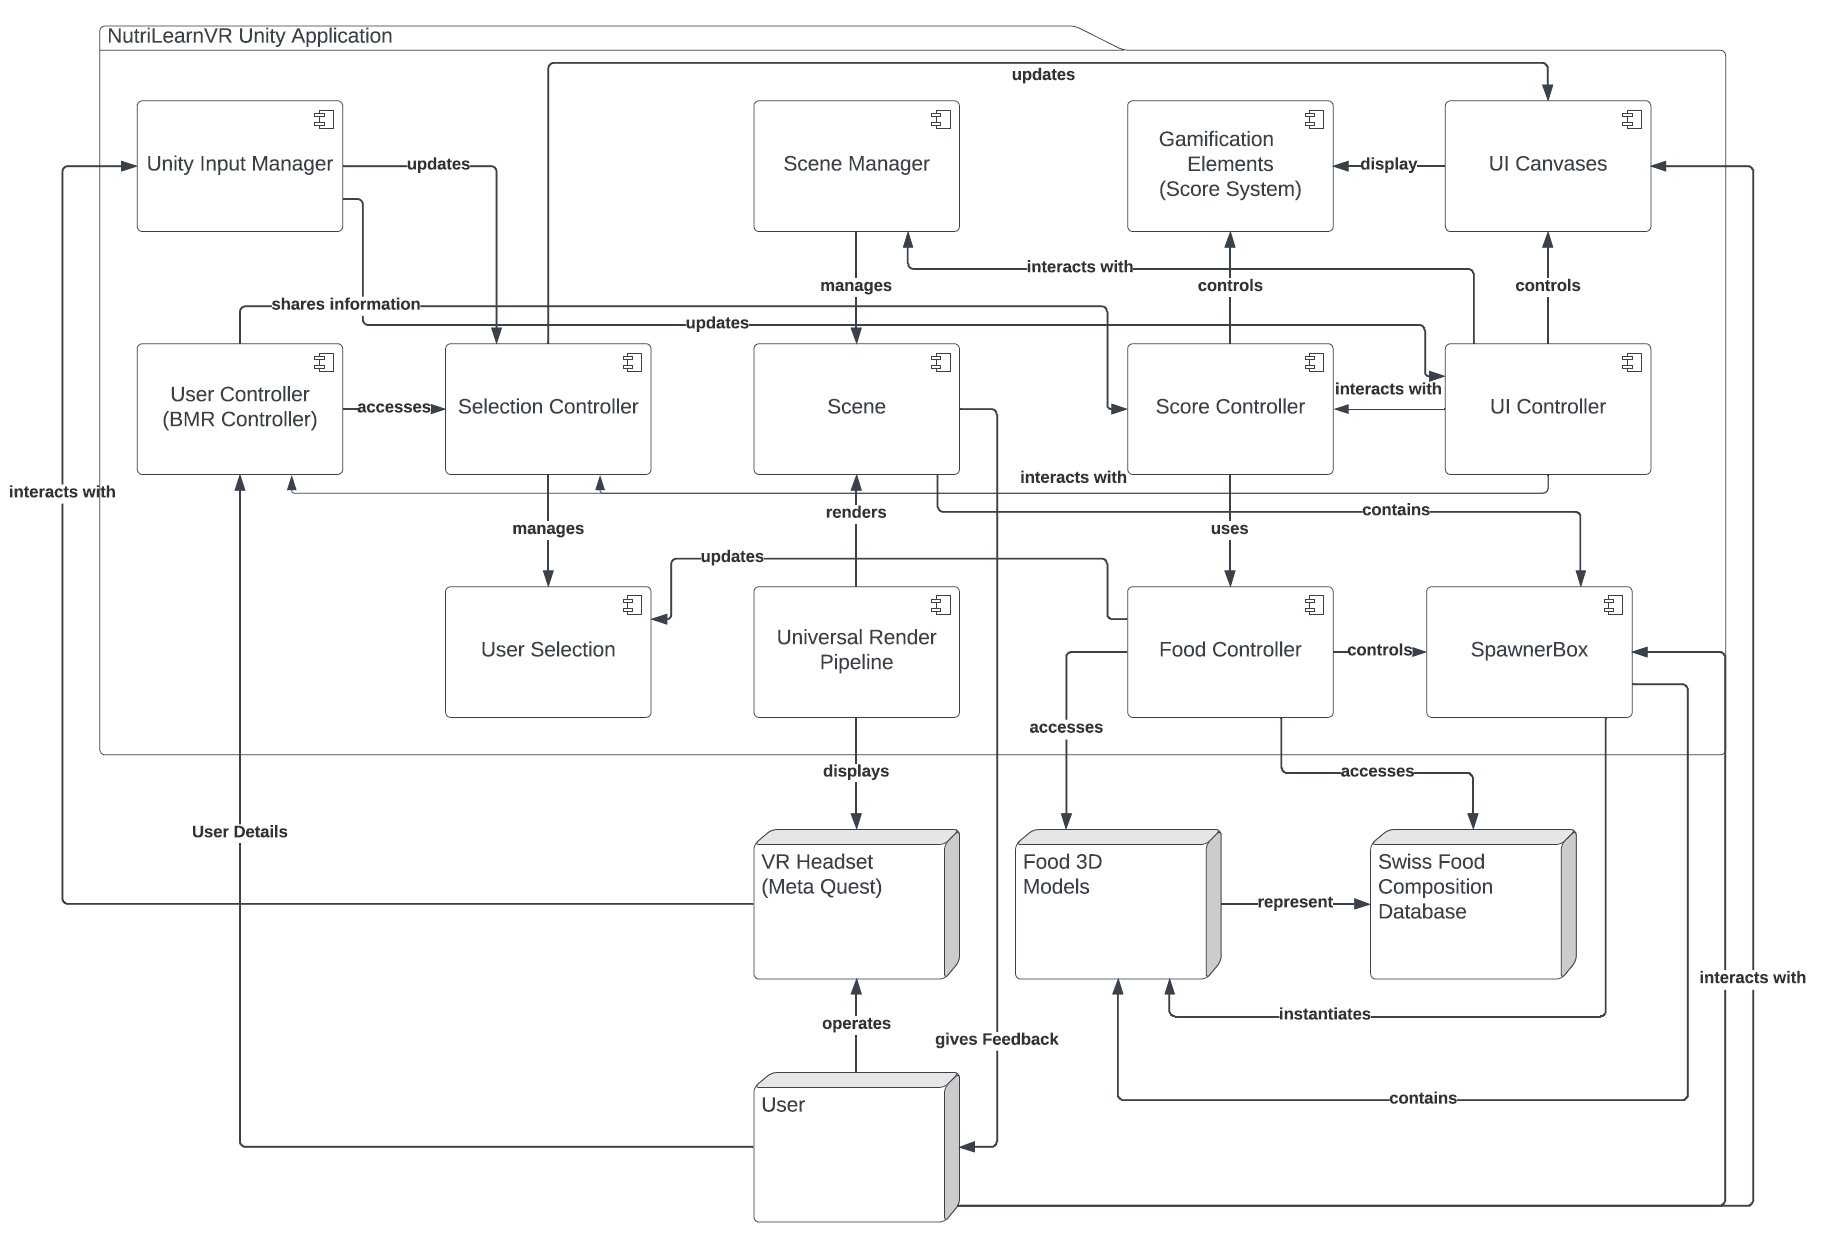 NutriLearnVR Unity Application
updates
Unity Input Manager
updates
Scene Manager
Gamification
Elements
(Score System)
display
UI Canvases
interacts with
manages
controls
controls
shares information
updates
User Controller
(BMR Controller)
accesses
Selection Controller
Scene
Score Controller
interacts with
UI Controller
interacts with
interacts with
manages
renders
uses
contains
updates
User Selection
Universal Render
Pipeline
Food Controller
controls
SpawnerBox
accesses
displays
accesses
User Details
VR Headset
(Meta Quest)
Food 3D
Models
represent
Swiss Food
Composition
Database
interacts with
operates
gives Feedback
instantiates
contains
User